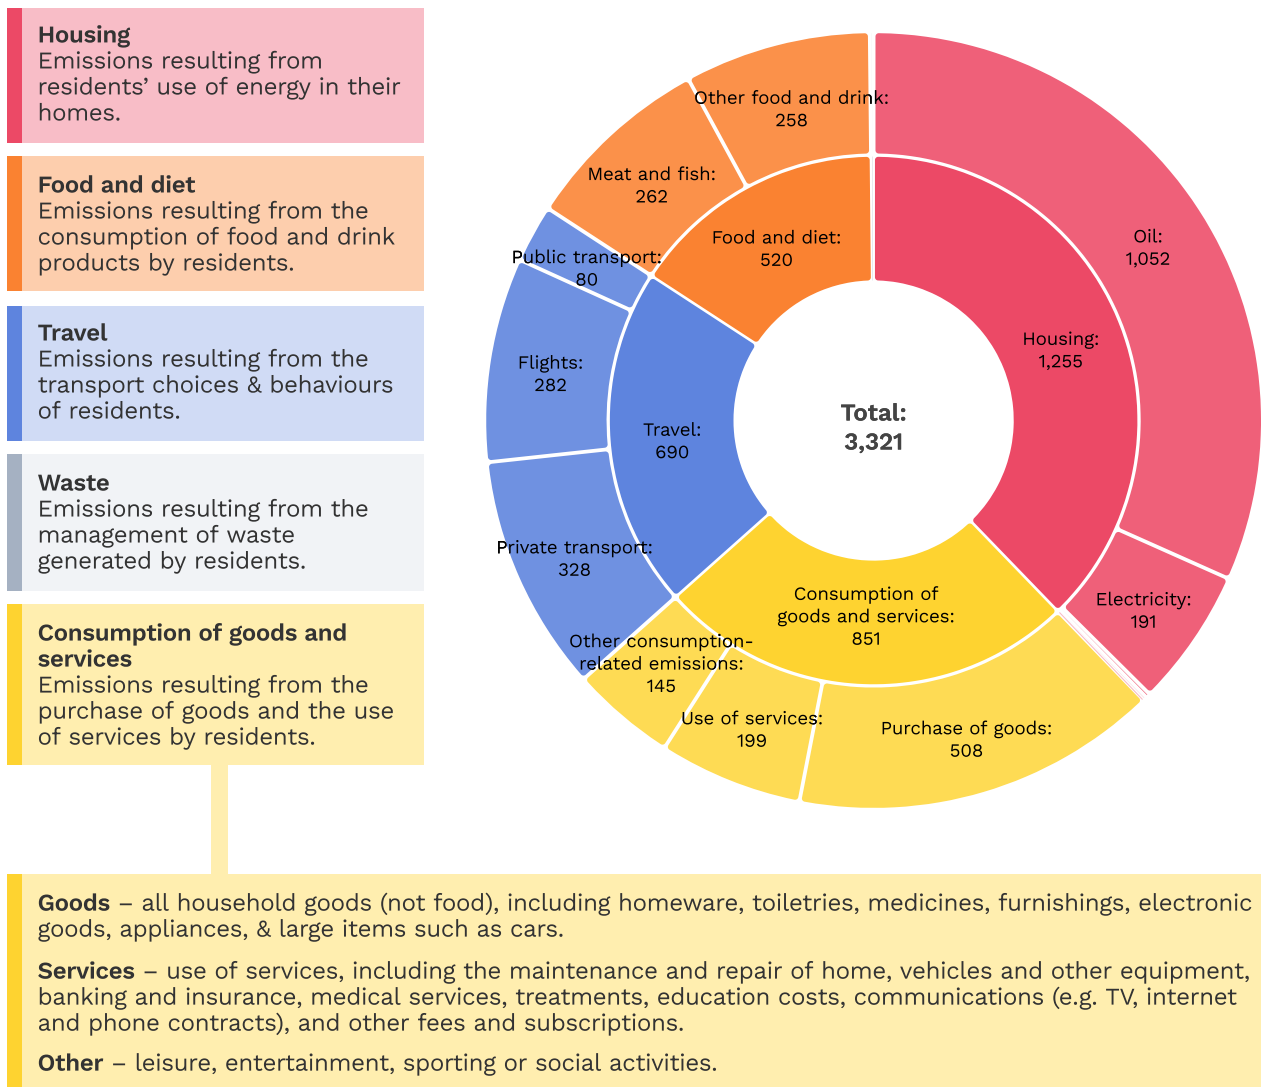 Housing
Emissions resulting from
residents' use of energy in their
homes.
Food and diet
Emissions resulting from the
consumption of food and drink
products by residents.
Travel
Emissions resulting from the
transport choices & behaviours
of residents.
Waste
Emissions resulting from the
management of waste
generated by residents.
Consumption of goods and
services
Emissions resulting from the
purchase of goods and the use
of services by residents.
Other food and drink:
258
Meat and fish:
262
Food and diet:
520
Public transport:
80
Oil:
1,052
Housing:
1,255
Flights:
282
Travel:
690
Total:
3,321
Private transport:
328
Electricity:
191
Consumption of
goods and services:
851
Other consumption-
related emissions:
145
Use of services:
199
Purchase of goods:
508
Goods – all household goods (not food), including homeware, toiletries, medicines, furnishings, electronic
goods, appliances, & large items such as cars.
Services – use of services, including the maintenance and repair of home, vehicles and other equipment,
banking and insurance, medical services, treatments, education costs, communications (e.g. TV, internet
and phone contracts), and other fees and subscriptions.
Other – leisure, entertainment, sporting or social activities.